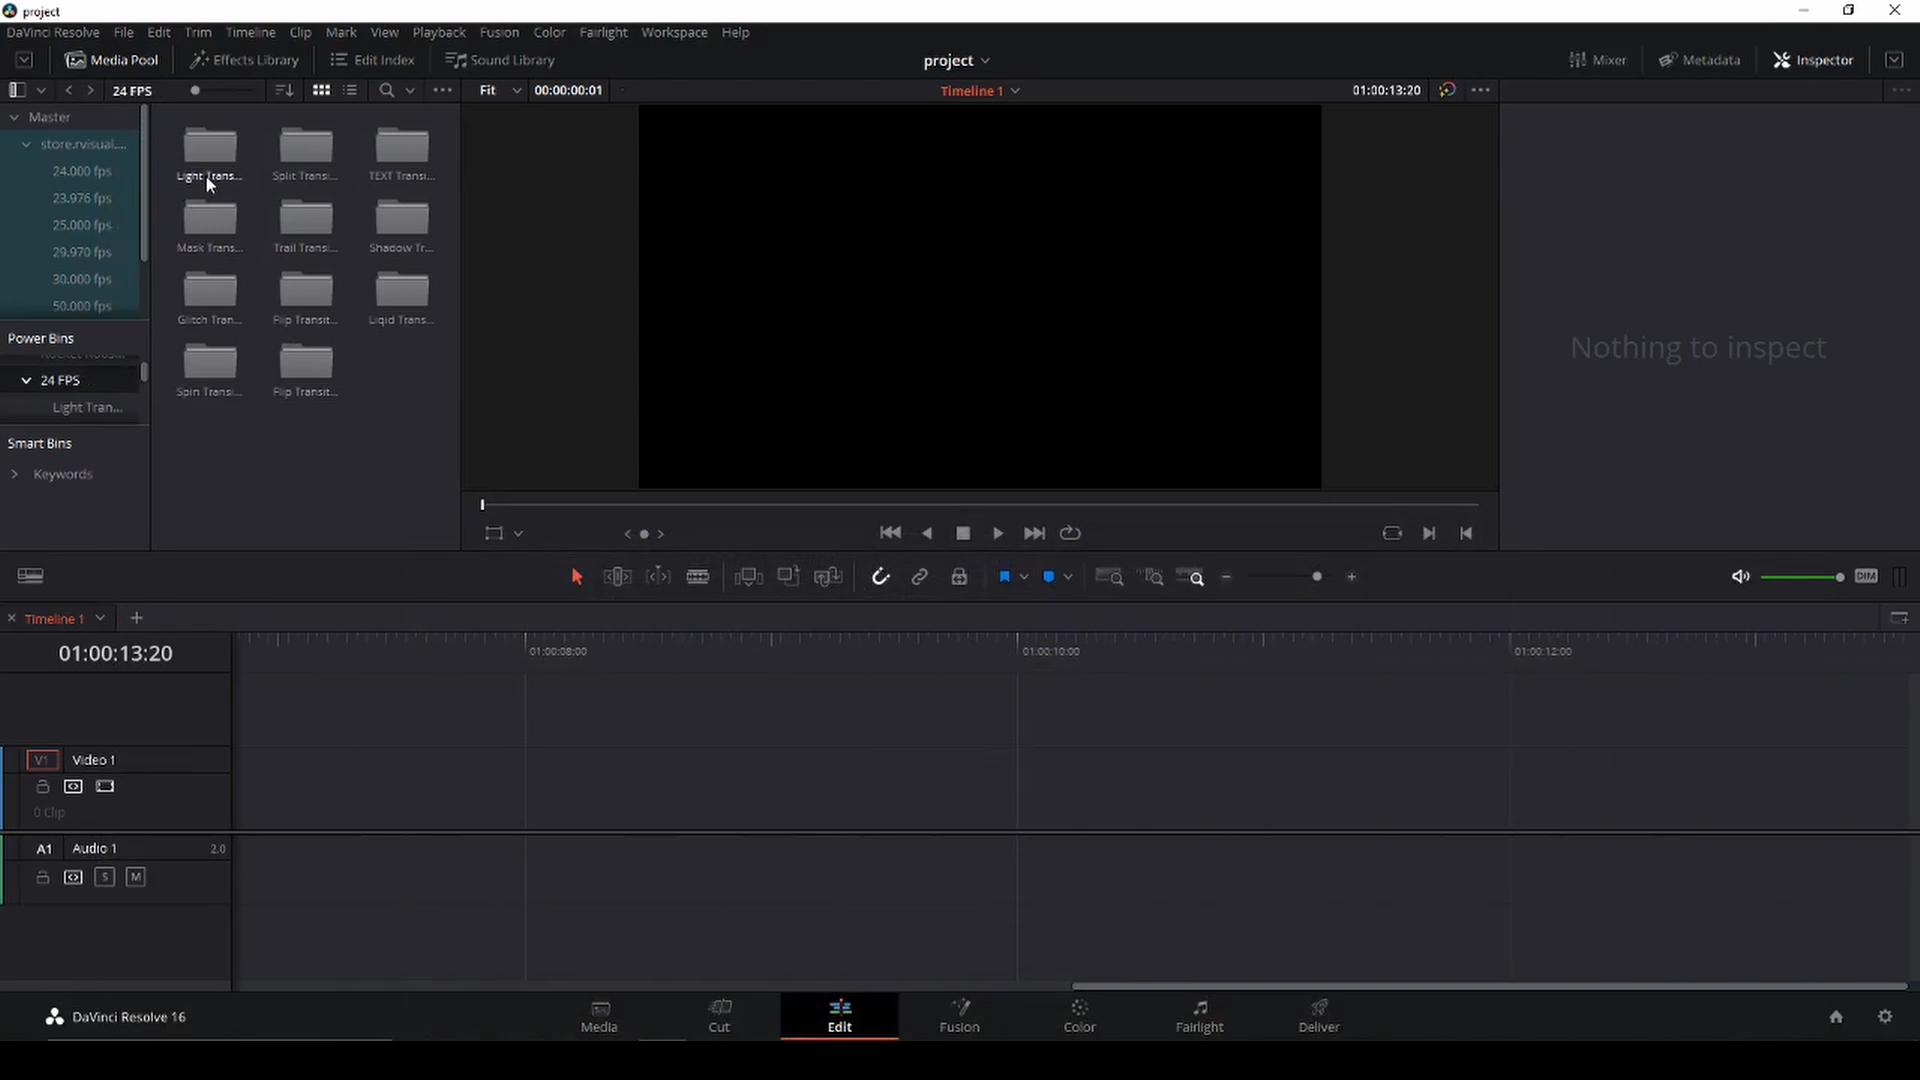 project
DaVinci Resolve File Edit Trim Timeline Clip Mark View Playback Fusion Color Fairlight Workspace Help
Media Pool Effects Library Edit Index Sound Library project Mixer Metadata Inspector
24 FPS Fit 00:00:00:01 Timeline 1 01:00:13:20
Master
store.rvisual....
24.000 fps
23.976 fps
25.000 fps
29.970 fps
30.000 fps
50.000 fps
Power Bins
24 FPS
Light Tran...
Smart Bins
Keywords
Light Trans... Split Transi... TEXT Transi...
Mask Trans... Trail Transi... Shadow Tr...
Glitch Tran... Flip Transit... Liqid Trans...
Spin Transi... Flip Transit...
Nothing to inspect
DIM
Timeline 1
01:00:13:20
01:00:08:00 01:00:10:00 01:00:12:00
V1 Video 1
0 Clip
A1 Audio 1 2.0
S M
DaVinci Resolve 16
Media Cut Edit Fusion Color Fairlight Deliver